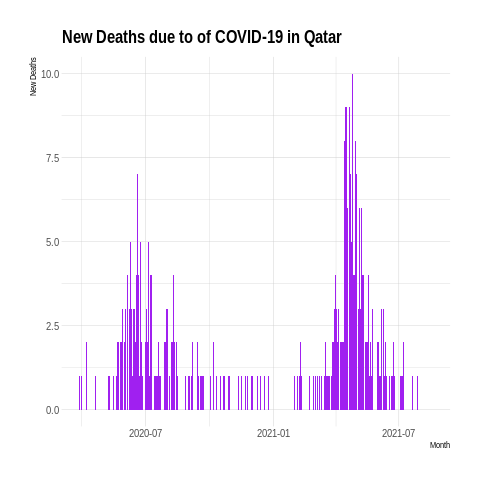 New Deaths due to of COVID-19 in Qatar
New Deaths
10.0
7.5
5.0
2.5
0.0
2020-07
2021-01
2021-07
Month